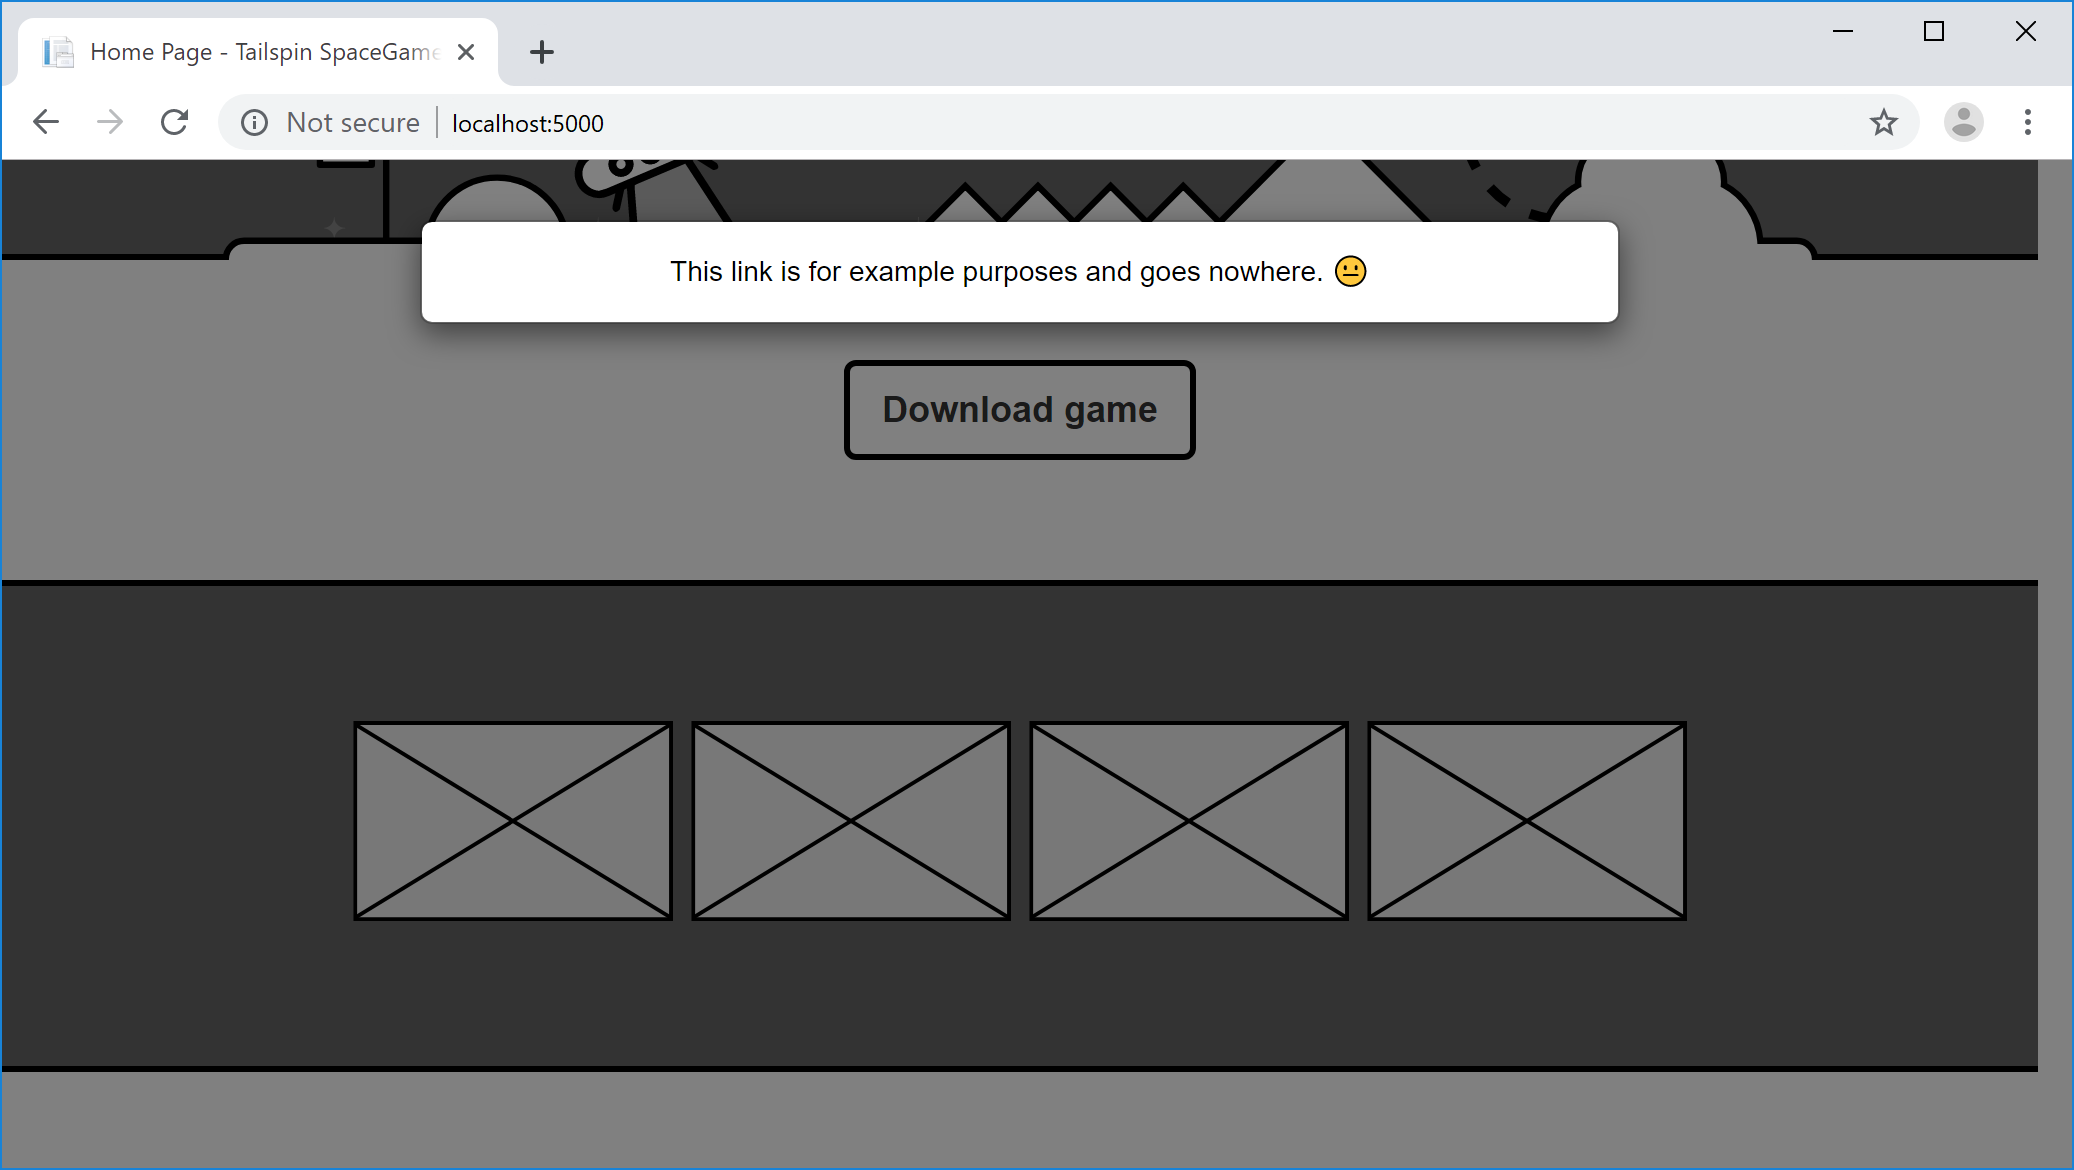 Home Page - Tailspin SpaceGame
Not secure
localhost:5000
This link is for example purposes and goes nowhere. 😐
Download game